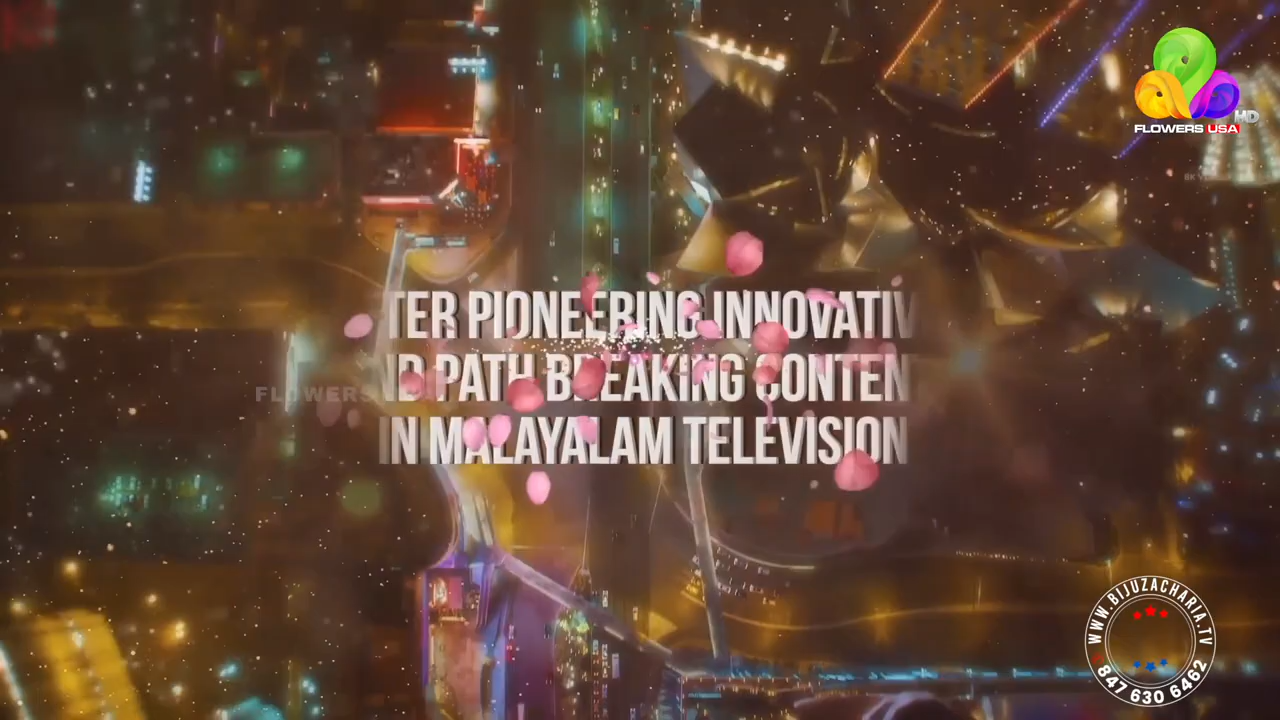 FLOWERS USA HD
TER PIONEERING INNOVATIV
ND PATH BREAKING CONTEN
IN MALAYALAM TELEVISION
FLOWERS
WWW.BIJUZACHARIA.TV
847 630 6462